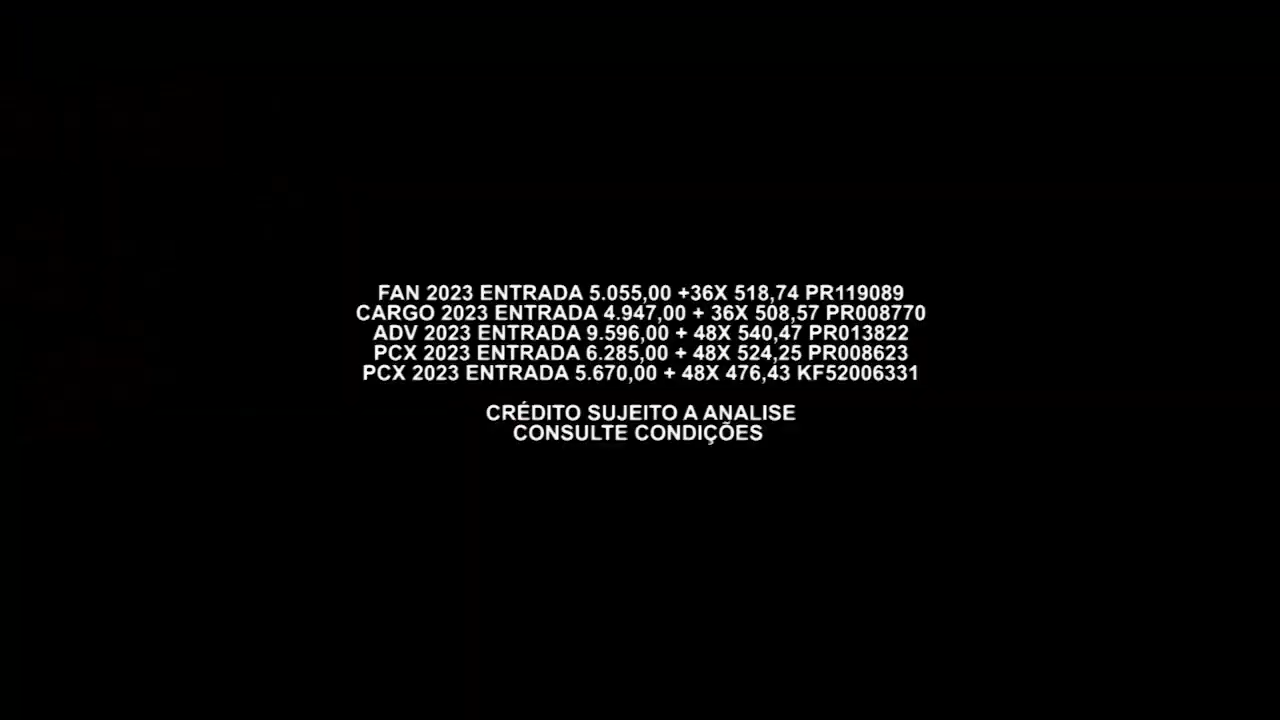 FAN 2023 ENTRADA 5.055,00 +36X 518,74 PR119089
CARGO 2023 ENTRADA 4.947,00 + 36X 508,57 PR008770
ADV 2023 ENTRADA 9.596,00 + 48X 540,47 PR013822
PCX 2023 ENTRADA 6.285,00 + 48X 524,25 PR008623
PCX 2023 ENTRADA 5.670,00 + 48X 476,43 KF52006331
CRÉDITO SUJEITO A ANALISE
CONSULTE CONDIÇÕES